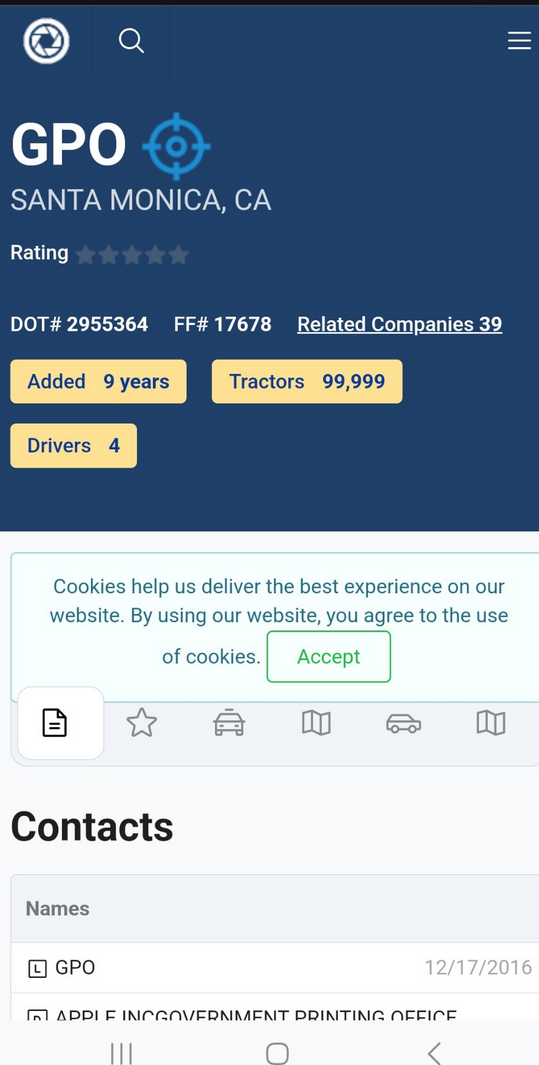 GPO
SANTA MONICA, CA
Rating
DOT# 2955364 FF# 17678 Related Companies 39
Added 9 years Tractors 99,999
Drivers 4
Cookies help us deliver the best experience on our
website. By using our website, you agree to the use
of cookies. Accept
Contacts
Names
L GPO 12/17/2016
D APPLE INCGOVERNMENT PRINTING OFFICE